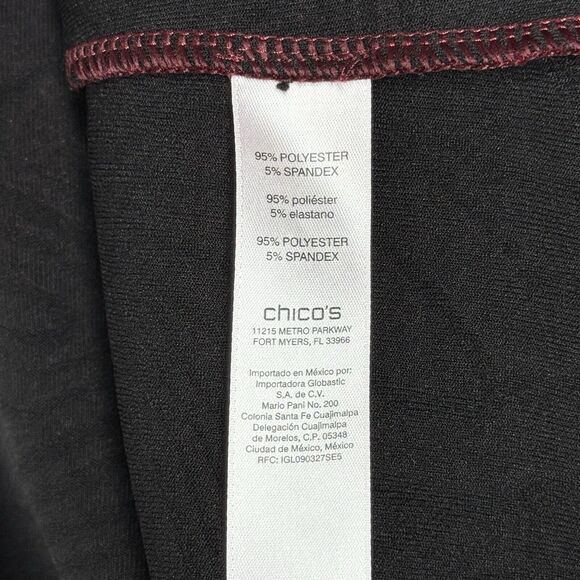 95% POLYESTER
5% SPANDEX
95% poliéster
5% elastano
95% POLYESTER
5% SPANDEX
chico's
11215 METRO PARKWAY
FORT MYERS, FL 33966
Importado en México por:
Importadora Globastic
S.A. de C.V.
Mario Pani No. 200
Colonia Santa Fe Cuajimalpa
Delegación Cuajimalpa
de Morelos, C.P. 05348
Ciudad de México, México
RFC: IGL090327SE5